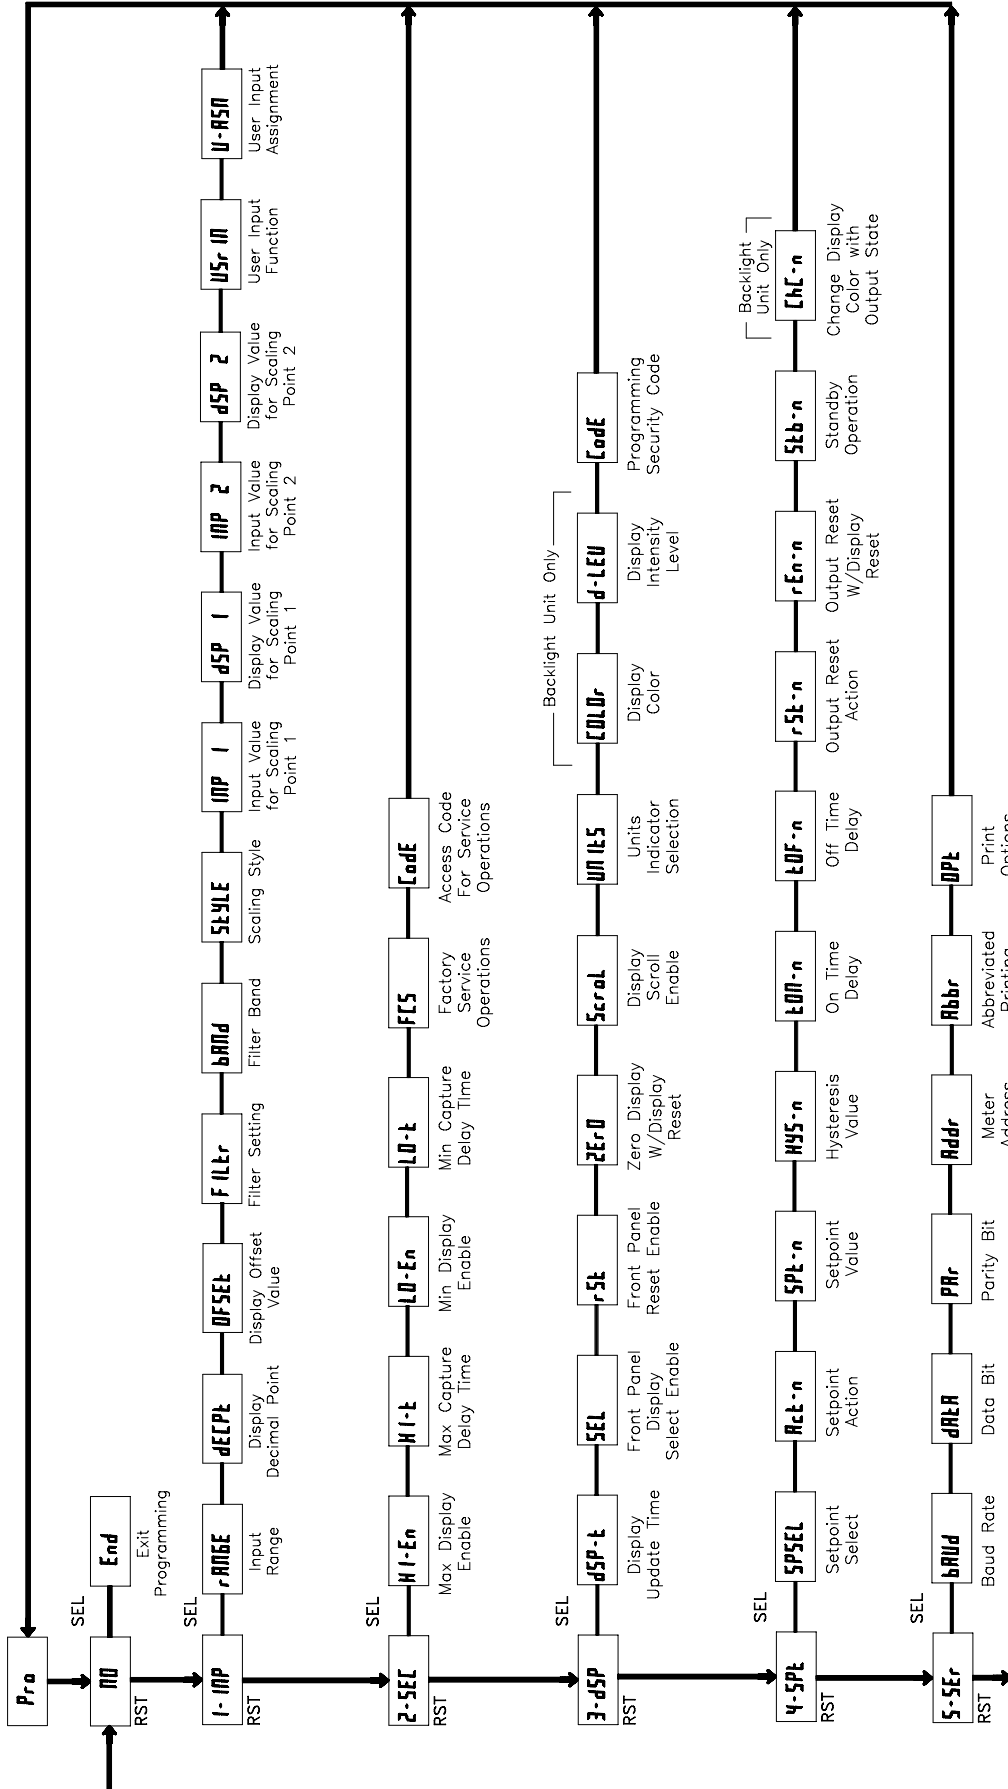 Pro
NO
SEL
RST
End
Exit
Programming
1-INP
SEL
RST
rANGE
Input
Range
dECPt
Display
Decimal Point
OFSEt
Display Offset
Value
FILtr
Filter Setting
bANd
Filter Band
StYLE
Scaling Style
INP 1
Input Value
for Scaling
Point 1
dSP 1
Display Value
for Scaling
Point 1
INP 2
Input Value
for Scaling
Point 2
dSP 2
Display Value
for Scaling
Point 2
USr IN
User Input
Function
U-ASN
User Input
Assignment
2-SEC
SEL
RST
HI-En
Max Display
Enable
HI-t
Max Capture
Delay Time
LO-En
Min Display
Enable
LO-t
Min Capture
Delay TIme
FCS
Factory
Service
Operations
CodE
Access Code
For Service
Operations
3-dSP
SEL
RST
dSP-t
Display
Update Time
SEL
Front Panel
Display
Select Enable
rSt
Front Panel
Reset Enable
ZErO
Zero Display
W/Display
Reset
ScroL
Display
Scroll
Enable
UNItS
Units
Indicator
Selection
Backlight Unit Only
COLOr
Display
Color
d-LEV
Display
Intensity
Level
CodE
Programming
Security Code
4-SPt
SEL
RST
SPSEL
Setpoint
Select
Act-n
Setpoint
Action
SPt-n
Setpoint
Value
HYS-n
Hysteresis
Value
tON-n
On Time
Delay
tOF-n
Off Time
Delay
rSt-n
Output Reset
Action
rEn-n
Output Reset
W/Display
Reset
Stb-n
Standby
Operation
Backlight
Unit Only
ChC-n
Change Display
Color with
Output State
5-SEr
SEL
RST
bAUd
Baud Rate
dAtA
Data Bit
PAr
Parity Bit
Addr
Meter
Address
Abbr
Abbreviated
Printing
OPt
Print
Options